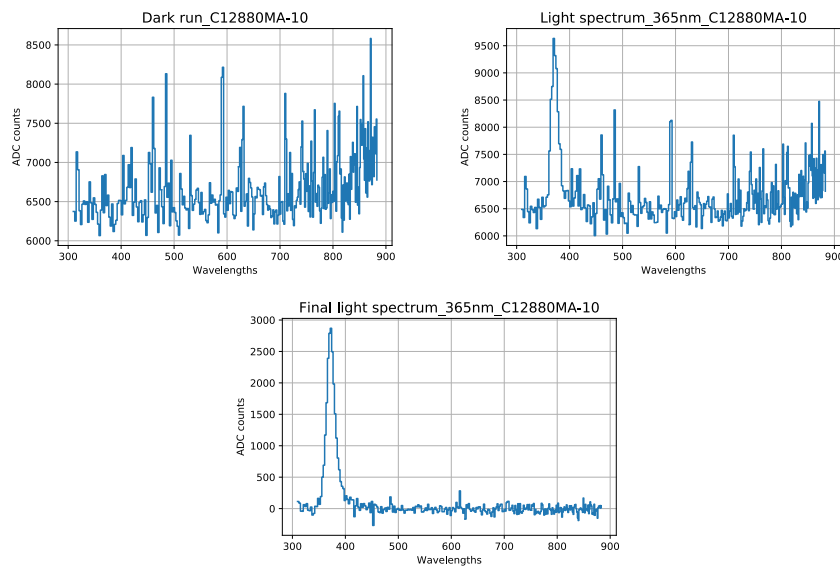 Dark run_C12880MA-10
8500
8000
7500
7000
6500
6000
ADC counts
300 400 500 600 700 800 900
Wavelengths
Light spectrum_365nm_C12880MA-10
9500
9000
8500
8000
7500
7000
6500
6000
ADC counts
300 400 500 600 700 800 900
Wavelengths
Final light spectrum_365nm_C12880MA-10
3000
2500
2000
1500
1000
500
0
ADC counts
300 400 500 600 700 800 900
Wavelengths